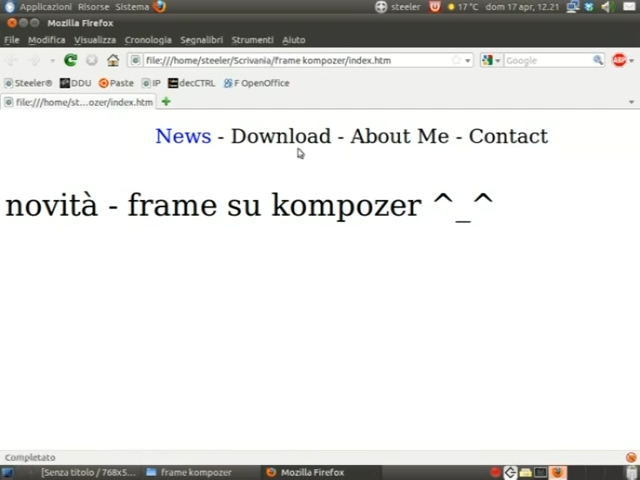 Applicazioni Risorse Sistema steeler 17 °C dom 17 apr, 12.21
Mozilla Firefox
File Modifica Visualizza Cronologia Segnalibri Strumenti Aiuto
file:///home/steeler/Scrivania/frame kompozer/index.htm Google ABP
Steeler® DDU Paste IP decCTRL F OpenOffice
file:///home/st...ozer/index.htm
News - Download - About Me - Contact
novità - frame su kompozer ^_^
Completato
[Senza titolo / 768x5... frame kompozer Mozilla Firefox